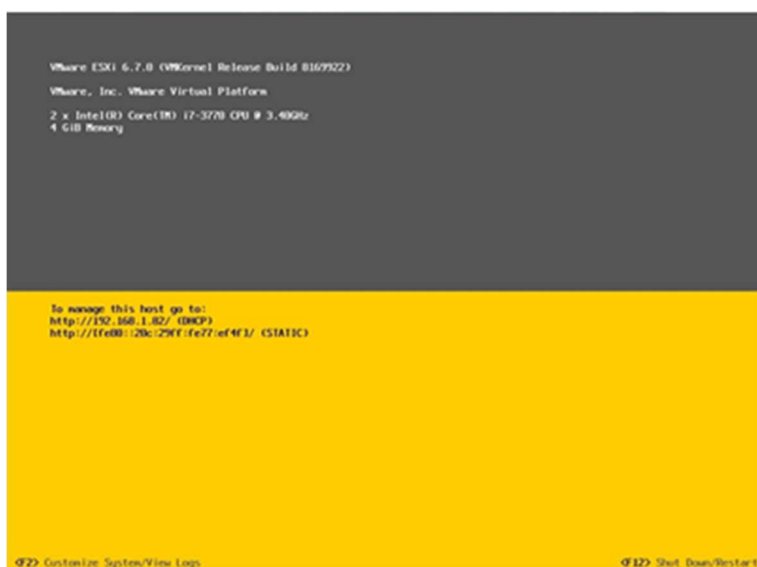 VMware ESXi 6.7.0 (VMKernel Release Build 8169922)
VMware, Inc. VMware Virtual Platform
2 x Intel(R) Core(TM) i7-3770 CPU @ 3.40GHz
4 GiB Memory
To manage this host go to:
http://192.168.1.82/ (DHCP)
http://[fe80::20c:29ff:fe77:ef4f]/ (STATIC)
<F2> Customize System/View Logs
<F12> Shut Down/Restart